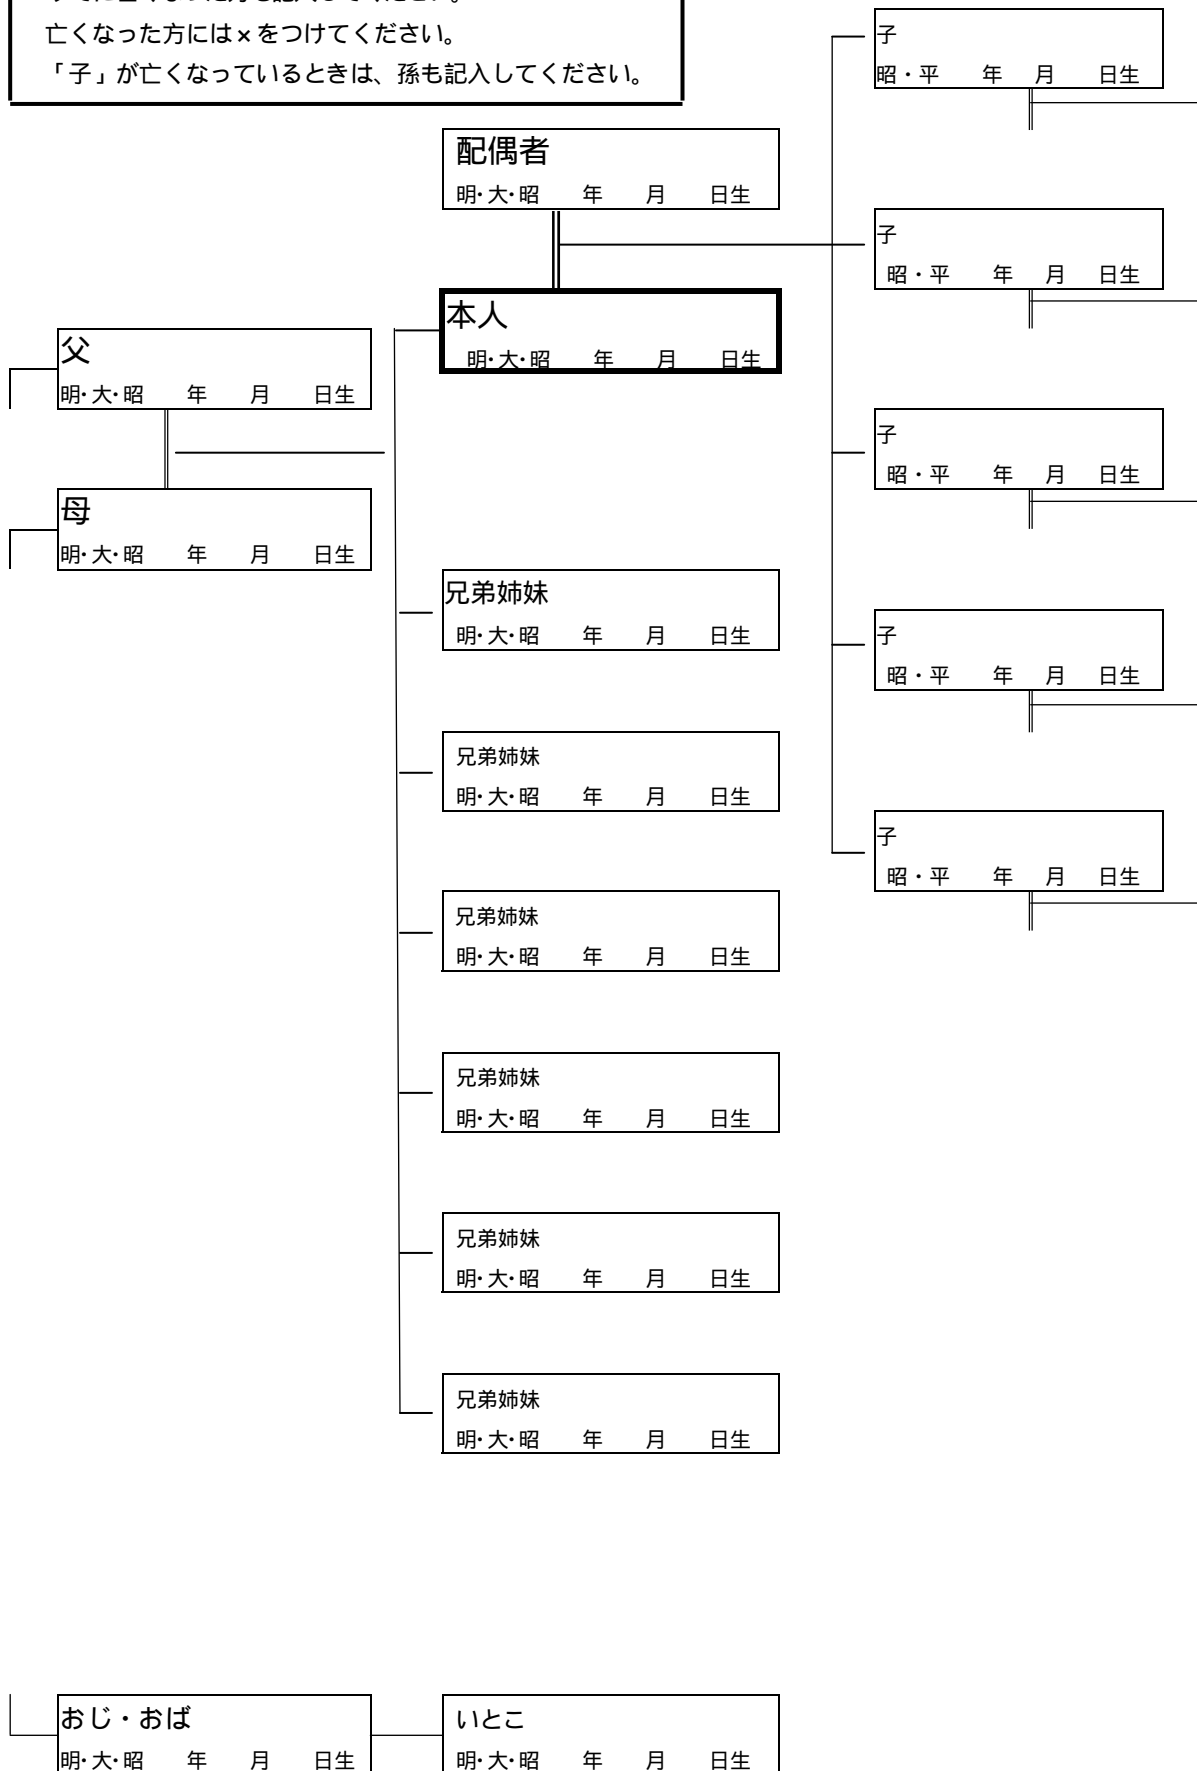 亡くなった方には×をつけてください。
「子」が亡くなっているときは、孫も記入してください。
子
昭・平 年 月 日生
配偶者
明・大・昭 年 月 日生
子
昭・平 年 月 日生
本人
明・大・昭 年 月 日生
父
明・大・昭 年 月 日生
子
昭・平 年 月 日生
母
明・大・昭 年 月 日生
兄弟姉妹
明・大・昭 年 月 日生
子
昭・平 年 月 日生
兄弟姉妹
明・大・昭 年 月 日生
子
昭・平 年 月 日生
兄弟姉妹
明・大・昭 年 月 日生
兄弟姉妹
明・大・昭 年 月 日生
兄弟姉妹
明・大・昭 年 月 日生
兄弟姉妹
明・大・昭 年 月 日生
おじ・おば
明・大・昭 年 月 日生
いとこ
明・大・昭 年 月 日生